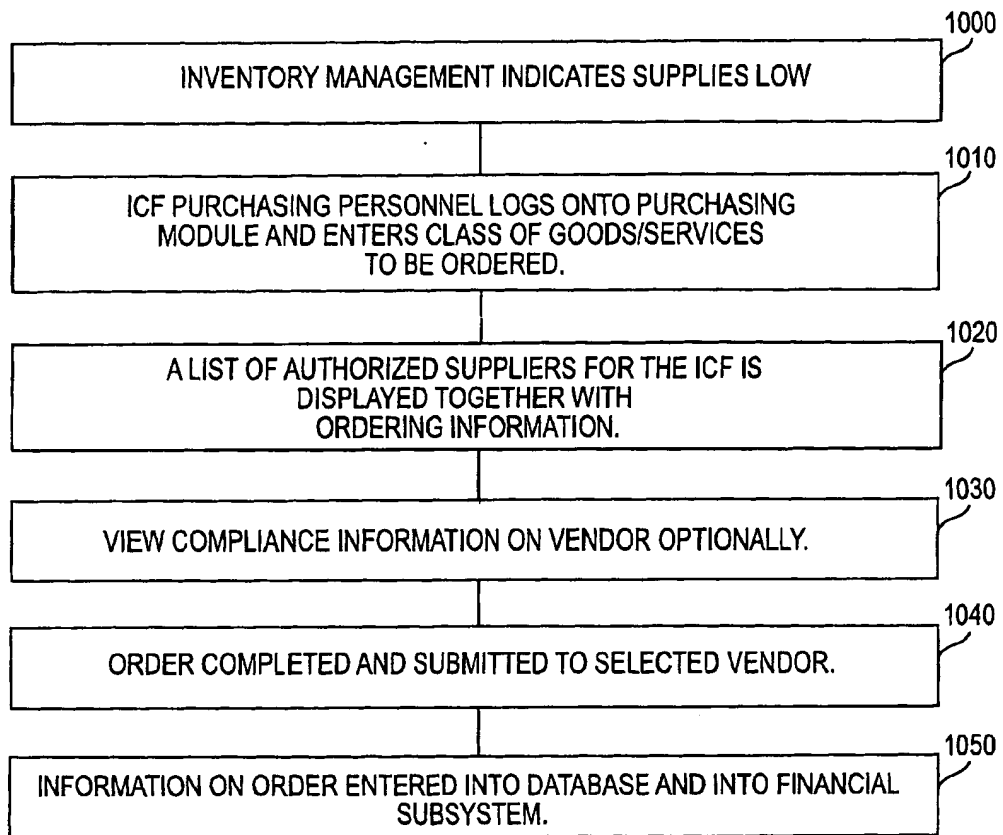 1000
INVENTORY MANAGEMENT INDICATES SUPPLIES LOW
1010
ICF PURCHASING PERSONNEL LOGS ONTO PURCHASING
MODULE AND ENTERS CLASS OF GOODS/SERVICES
TO BE ORDERED.
1020
A LIST OF AUTHORIZED SUPPLIERS FOR THE ICF IS
DISPLAYED TOGETHER WITH
ORDERING INFORMATION.
1030
VIEW COMPLIANCE INFORMATION ON VENDOR OPTIONALLY.
1040
ORDER COMPLETED AND SUBMITTED TO SELECTED VENDOR.
1050
INFORMATION ON ORDER ENTERED INTO DATABASE AND INTO FINANCIAL
SUBSYSTEM.